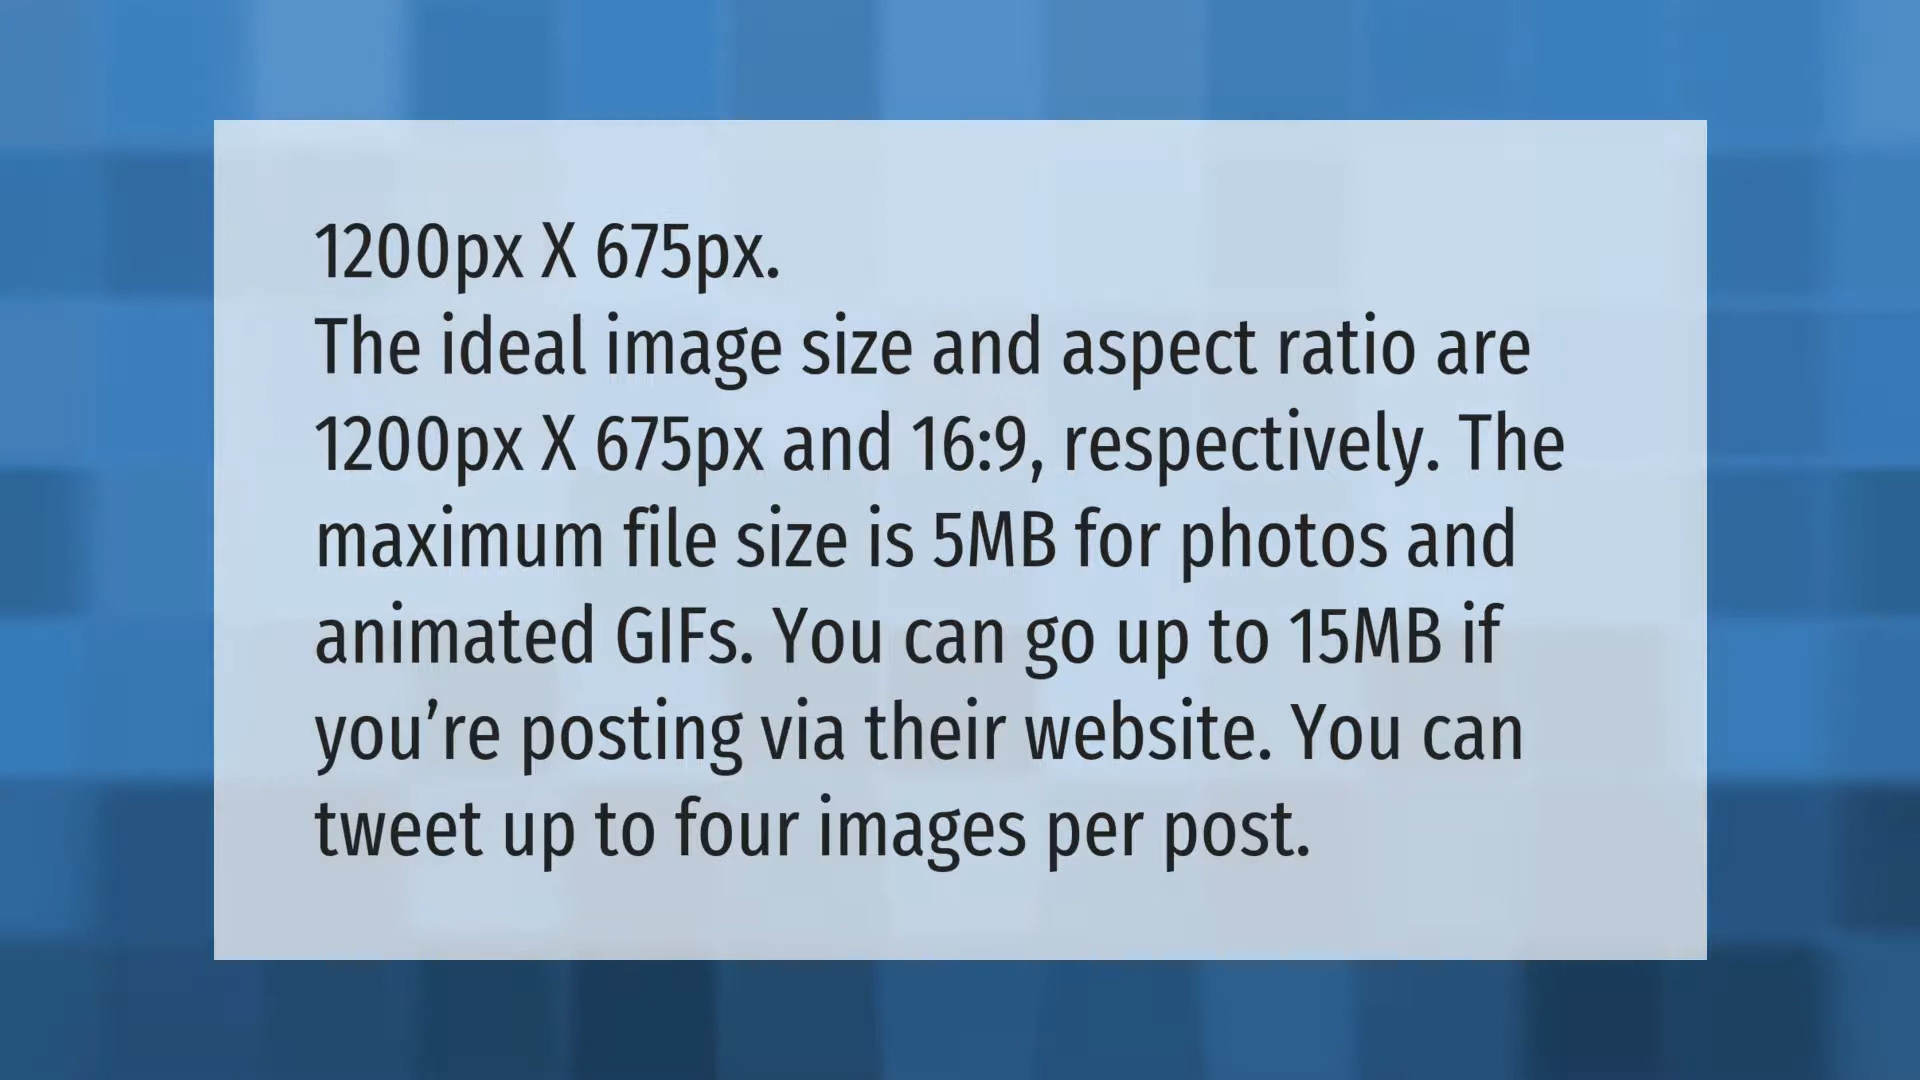 1200px X 675px.
The ideal image size and aspect ratio are
1200px X 675px and 16:9, respectively. The
maximum file size is 5MB for photos and
animated GIFs. You can go up to 15MB if
you’re posting via their website. You can
tweet up to four images per post.